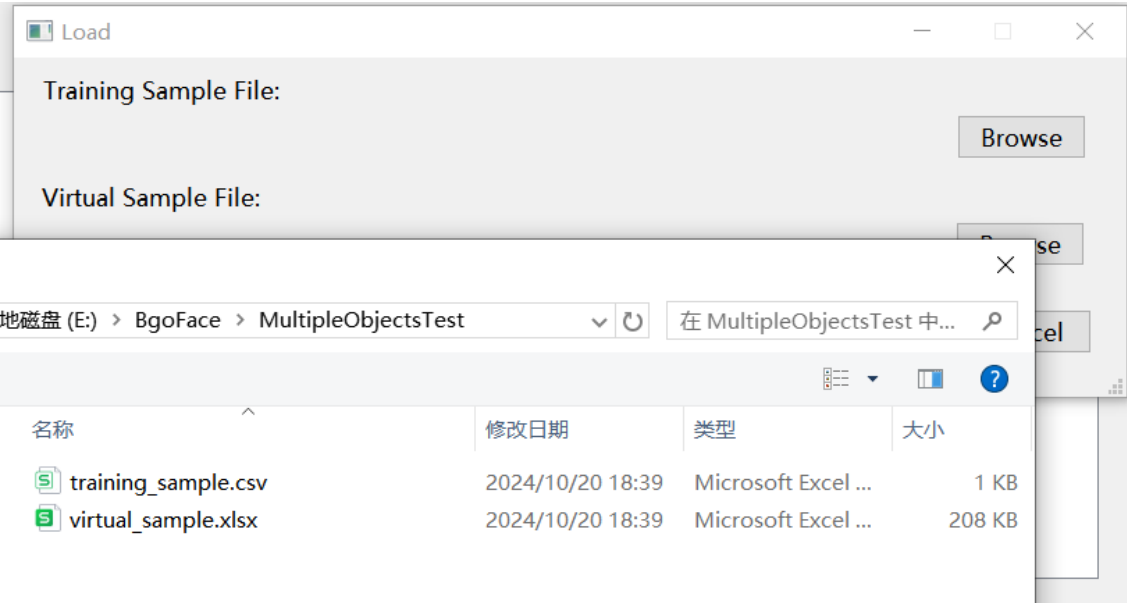 Load
Training Sample File:
Browse
Virtual Sample File:
地磁盘 (E:) > BgoFace > MultipleObjectsTest
在 MultipleObjectsTest 中...
名称 修改日期 类型 大小
training_sample.csv 2024/10/20 18:39 Microsoft Excel ... 1 KB
virtual_sample.xlsx 2024/10/20 18:39 Microsoft Excel ... 208 KB